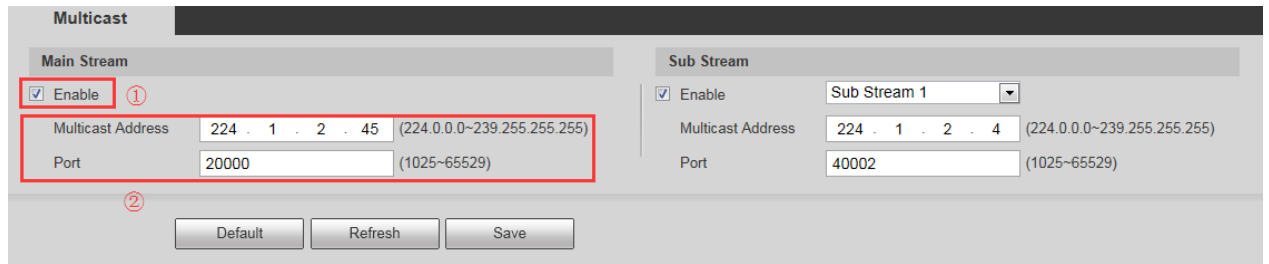 Multicast
Main Stream
Enable ①
Multicast Address 224 . 1 . 2 . 45 (224.0.0.0~239.255.255.255)
Port 20000 (1025~65529)
②
Sub Stream
Enable Sub Stream 1
Multicast Address 224 . 1 . 2 . 4 (224.0.0.0~239.255.255.255)
Port 40002 (1025~65529)
Default Refresh Save